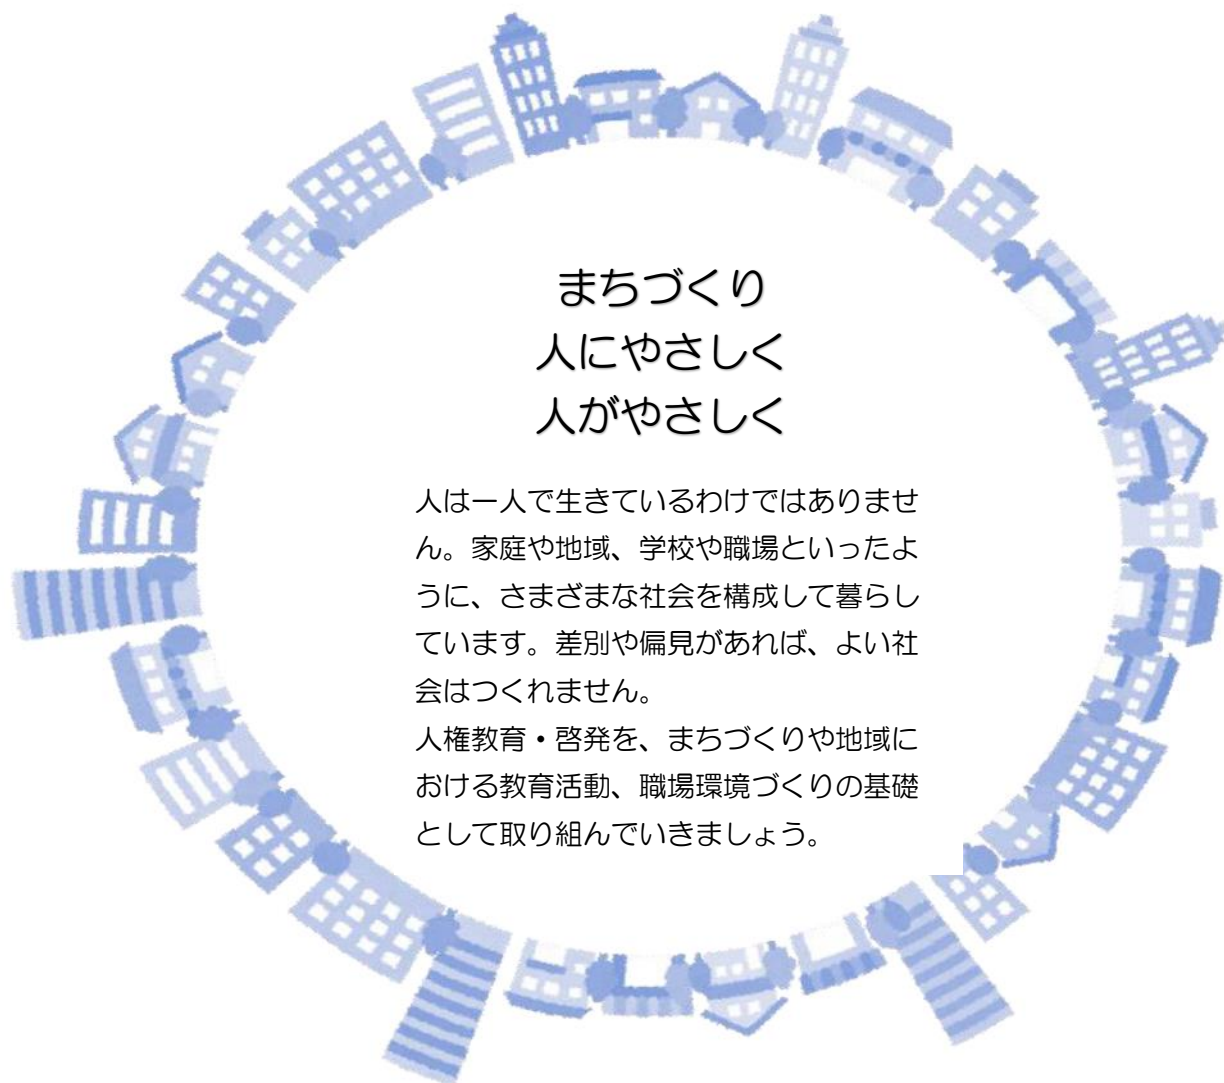 まちづくり
人にやさしく
人がやさしく
人は一人で生きているわけではありませ
ん。家庭や地域、学校や職場といったよ
うに、さまざまな社会を構成して暮らし
ています。差別や偏見があれば、よい社
会はつくれません。
人権教育・啓発を、まちづくりや地域に
おける教育活動、職場環境づくりの基礎
として取り組んでいきましょう。